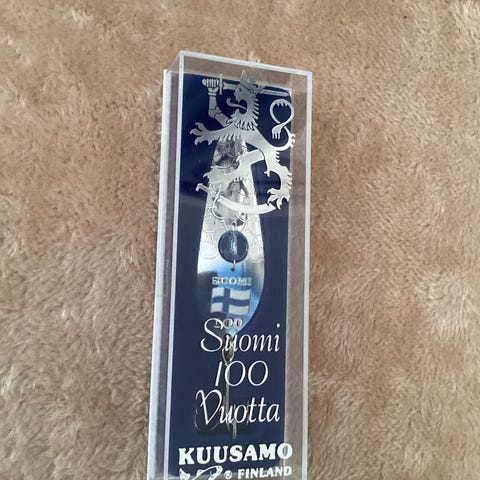 SUOMI
100
Suomi
100
Vuotta
KUUSAMO
® FINLAND